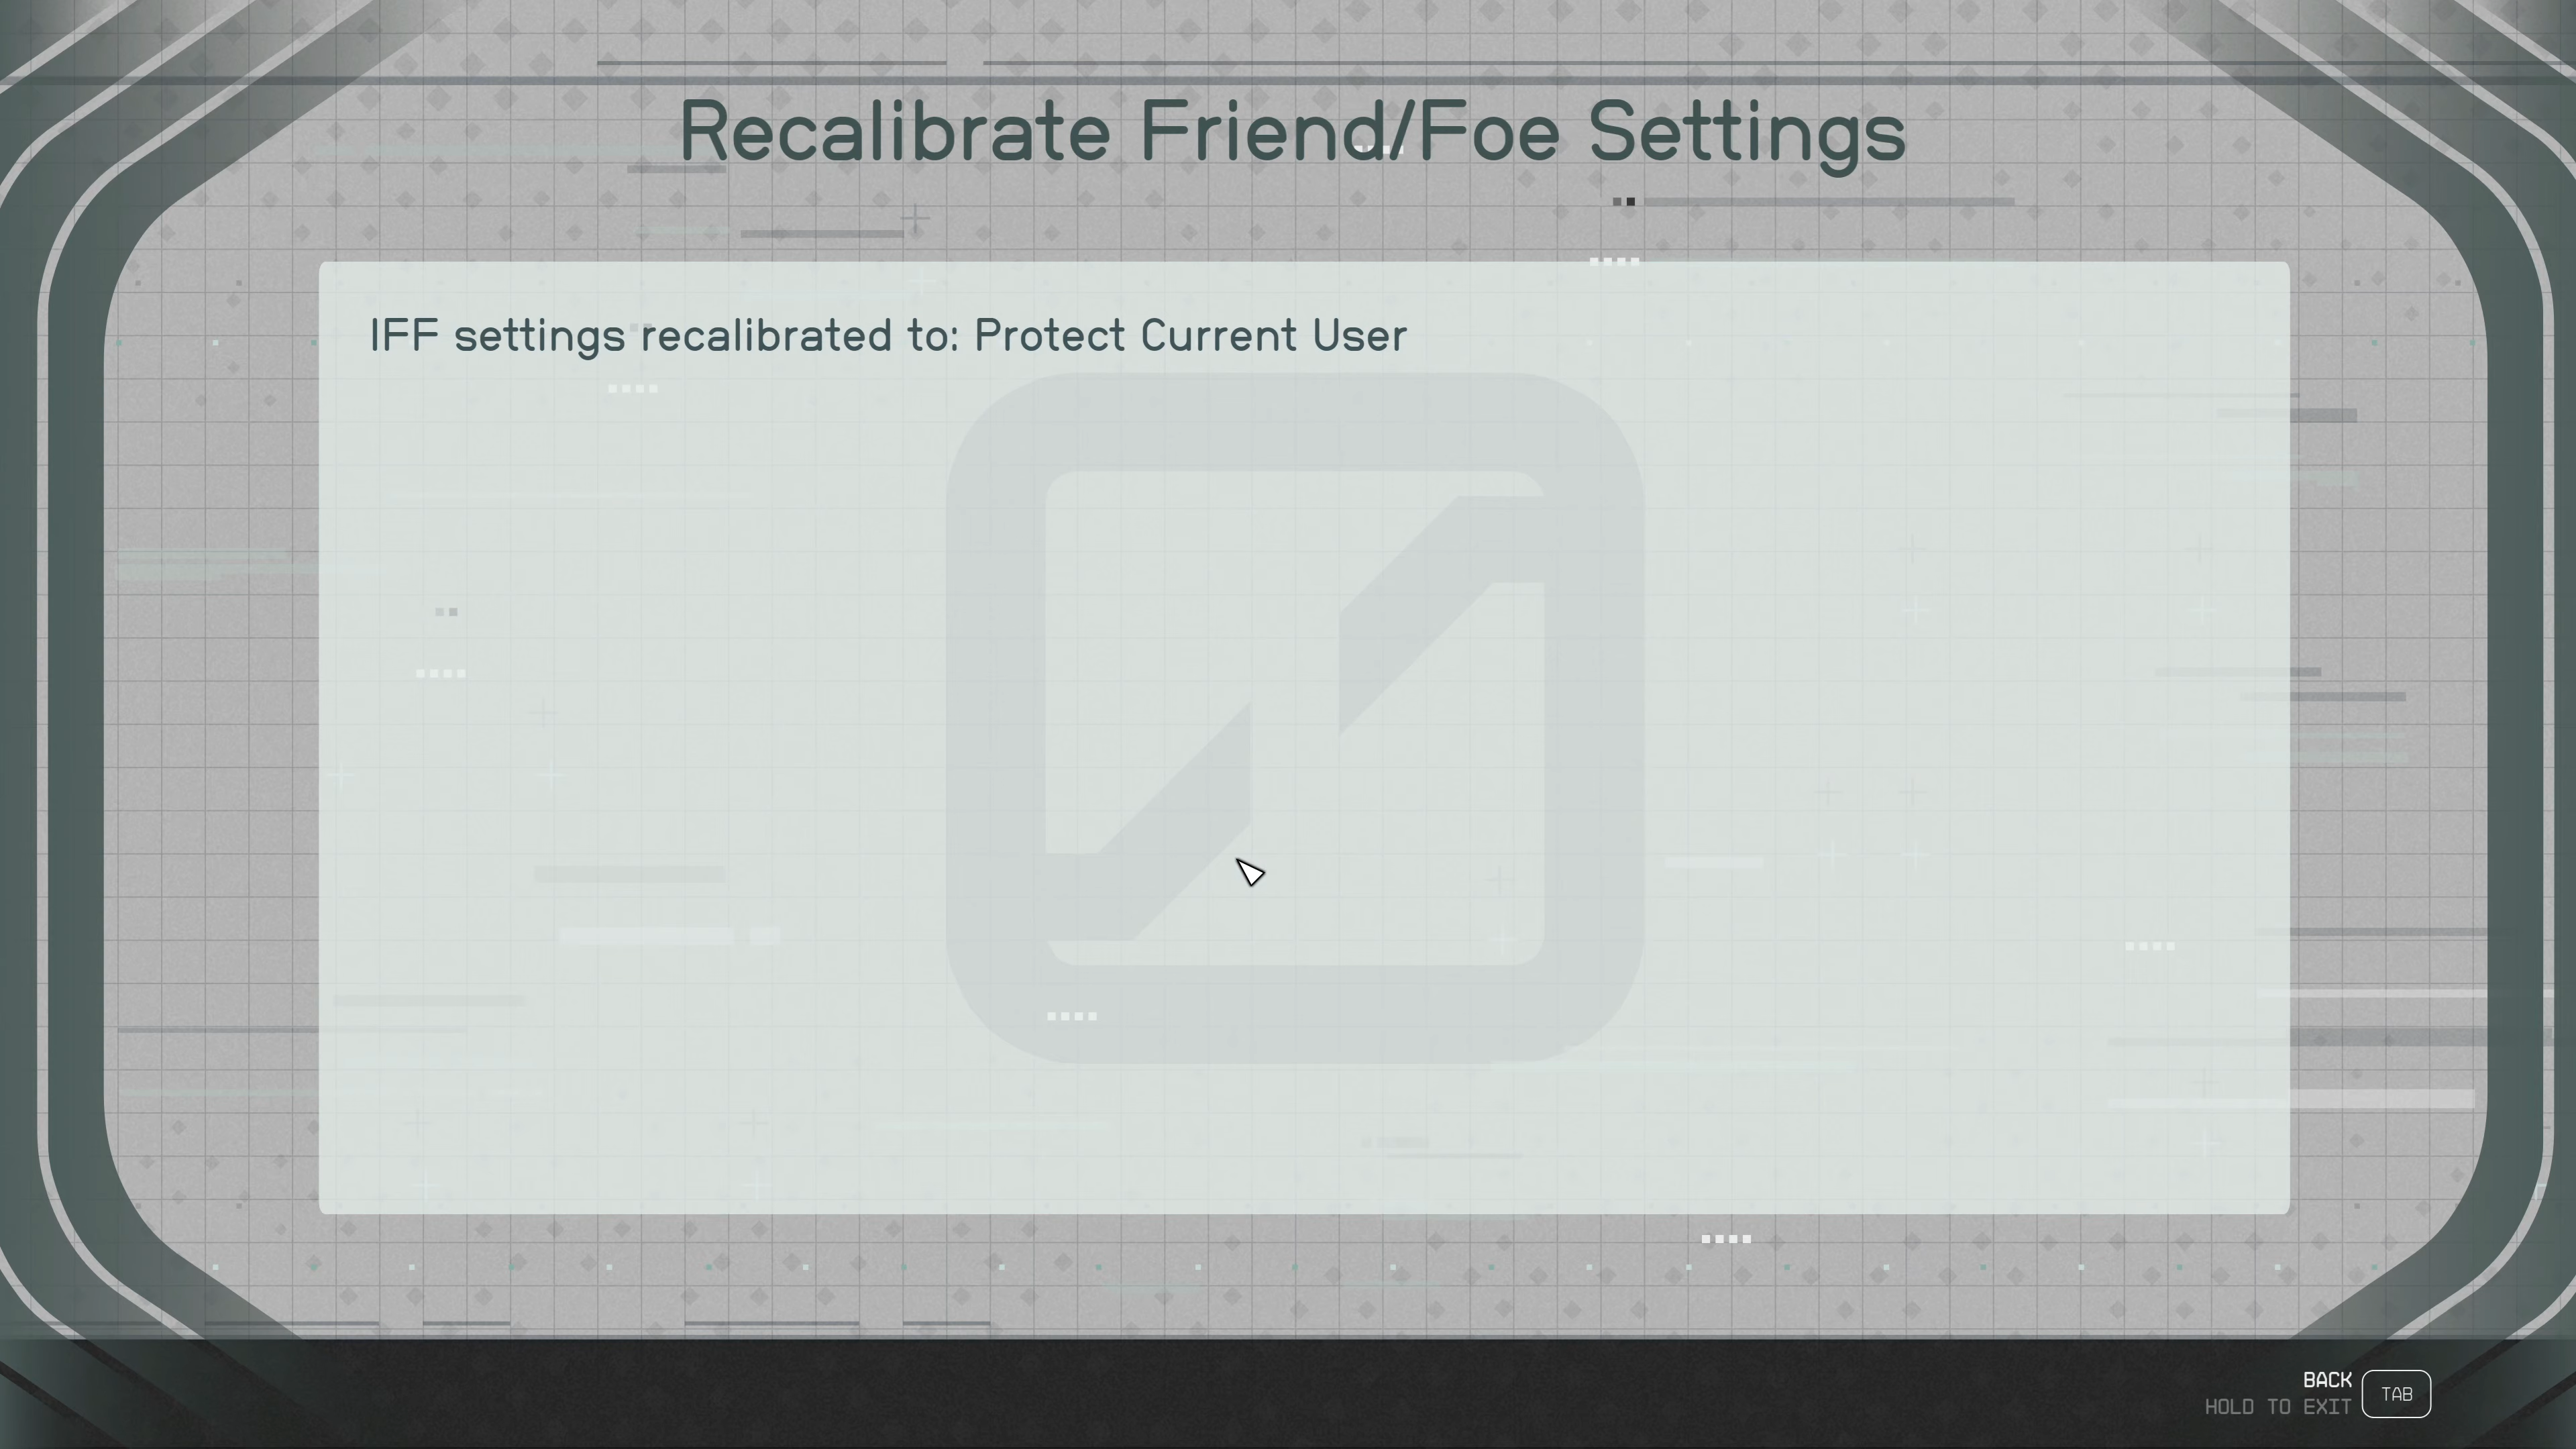 Recalibrate Friend/Foe Settings
IFF settings recalibrated to: Protect Current User
BACK
HOLD TO EXIT
TAB